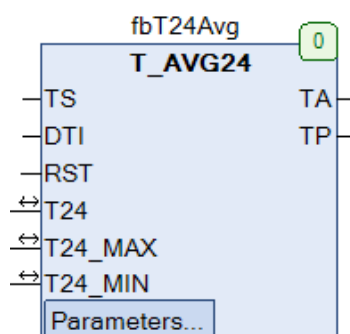 fbT24Avg
0
T_AVG24
TS TA
DTI TP
RST
T24
T24_MAX
T24_MIN
Parameters...